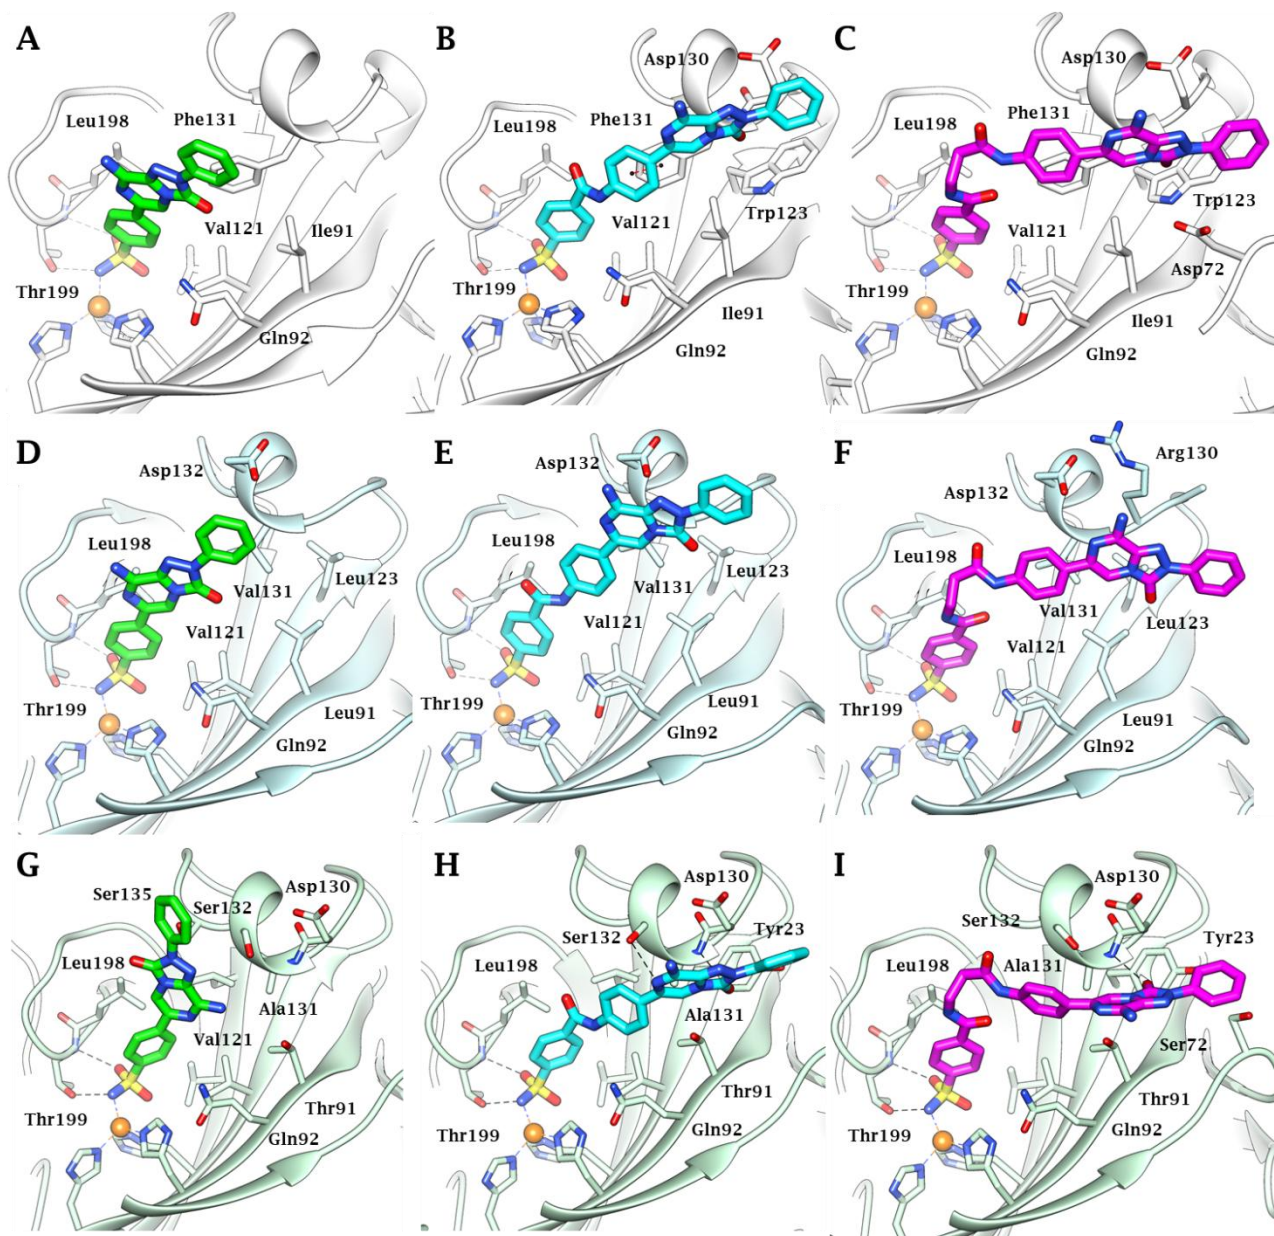 A
Leu198
Phe131
Val121
Ile91
Thr199
Gln92
B
Asp130
Leu198
Phe131
Val121
Trp123
Thr199
Ile91
Gln92
C
Asp130
Phe131
Leu198
Trp123
Val121
Asp72
Thr199
Ile91
Gln92
D
Asp132
Leu198
Val131
Leu123
Val121
Thr199
Leu91
Gln92
E
Asp132
Leu198
Val131
Leu123
Val121
Thr199
Leu91
Gln92
F
Arg130
Asp132
Leu198
Val131
Leu123
Val121
Thr199
Leu91
Gln92
G
Ser135
Asp130
Ser132
Leu198
Ala131
Val121
Thr91
Thr199
Gln92
H
Asp130
Ser132
Tyr23
Leu198
Ala131
Thr91
Thr199
Gln92
I
Asp130
Ser132
Tyr23
Leu198
Ala131
Ser72
Thr91
Thr199
Gln92